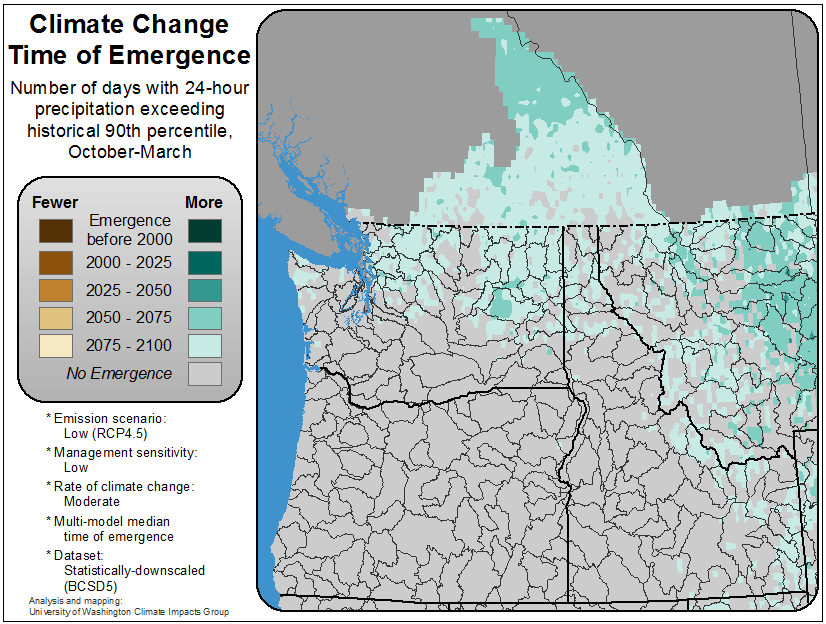 Climate Change
Time of Emergence
Number of days with 24-hour
precipitation exceeding
historical 90th percentile,
October-March
Fewer More
Emergence
before 2000
2000 - 2025
2025 - 2050
2050 - 2075
2075 - 2100
No Emergence
* Emission scenario:
Low (RCP4.5)
* Management sensitivity:
Low
* Rate of climate change:
Moderate
* Multi-model median
time of emergence
* Dataset:
Statistically-downscaled
(BCSD5)
Analysis and mapping:
University of Washington Climate Impacts Group